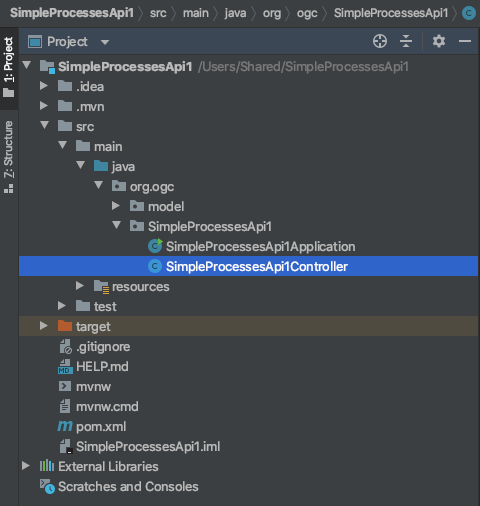 SimpleProcessesApi1 src main java org ogc SimpleProcessesApi1
1: Project
Project
SimpleProcessesApi1 /Users/Shared/SimpleProcessesApi1
.idea
.mvn
src
main
java
org.ogc
model
SimpleProcessesApi1
SimpleProcessesApi1Application
SimpleProcessesApi1Controller
resources
test
target
.gitignore
HELP.md
mvnw
mvnw.cmd
pom.xml
SimpleProcessesApi1.iml
External Libraries
Scratches and Consoles
7: Structure